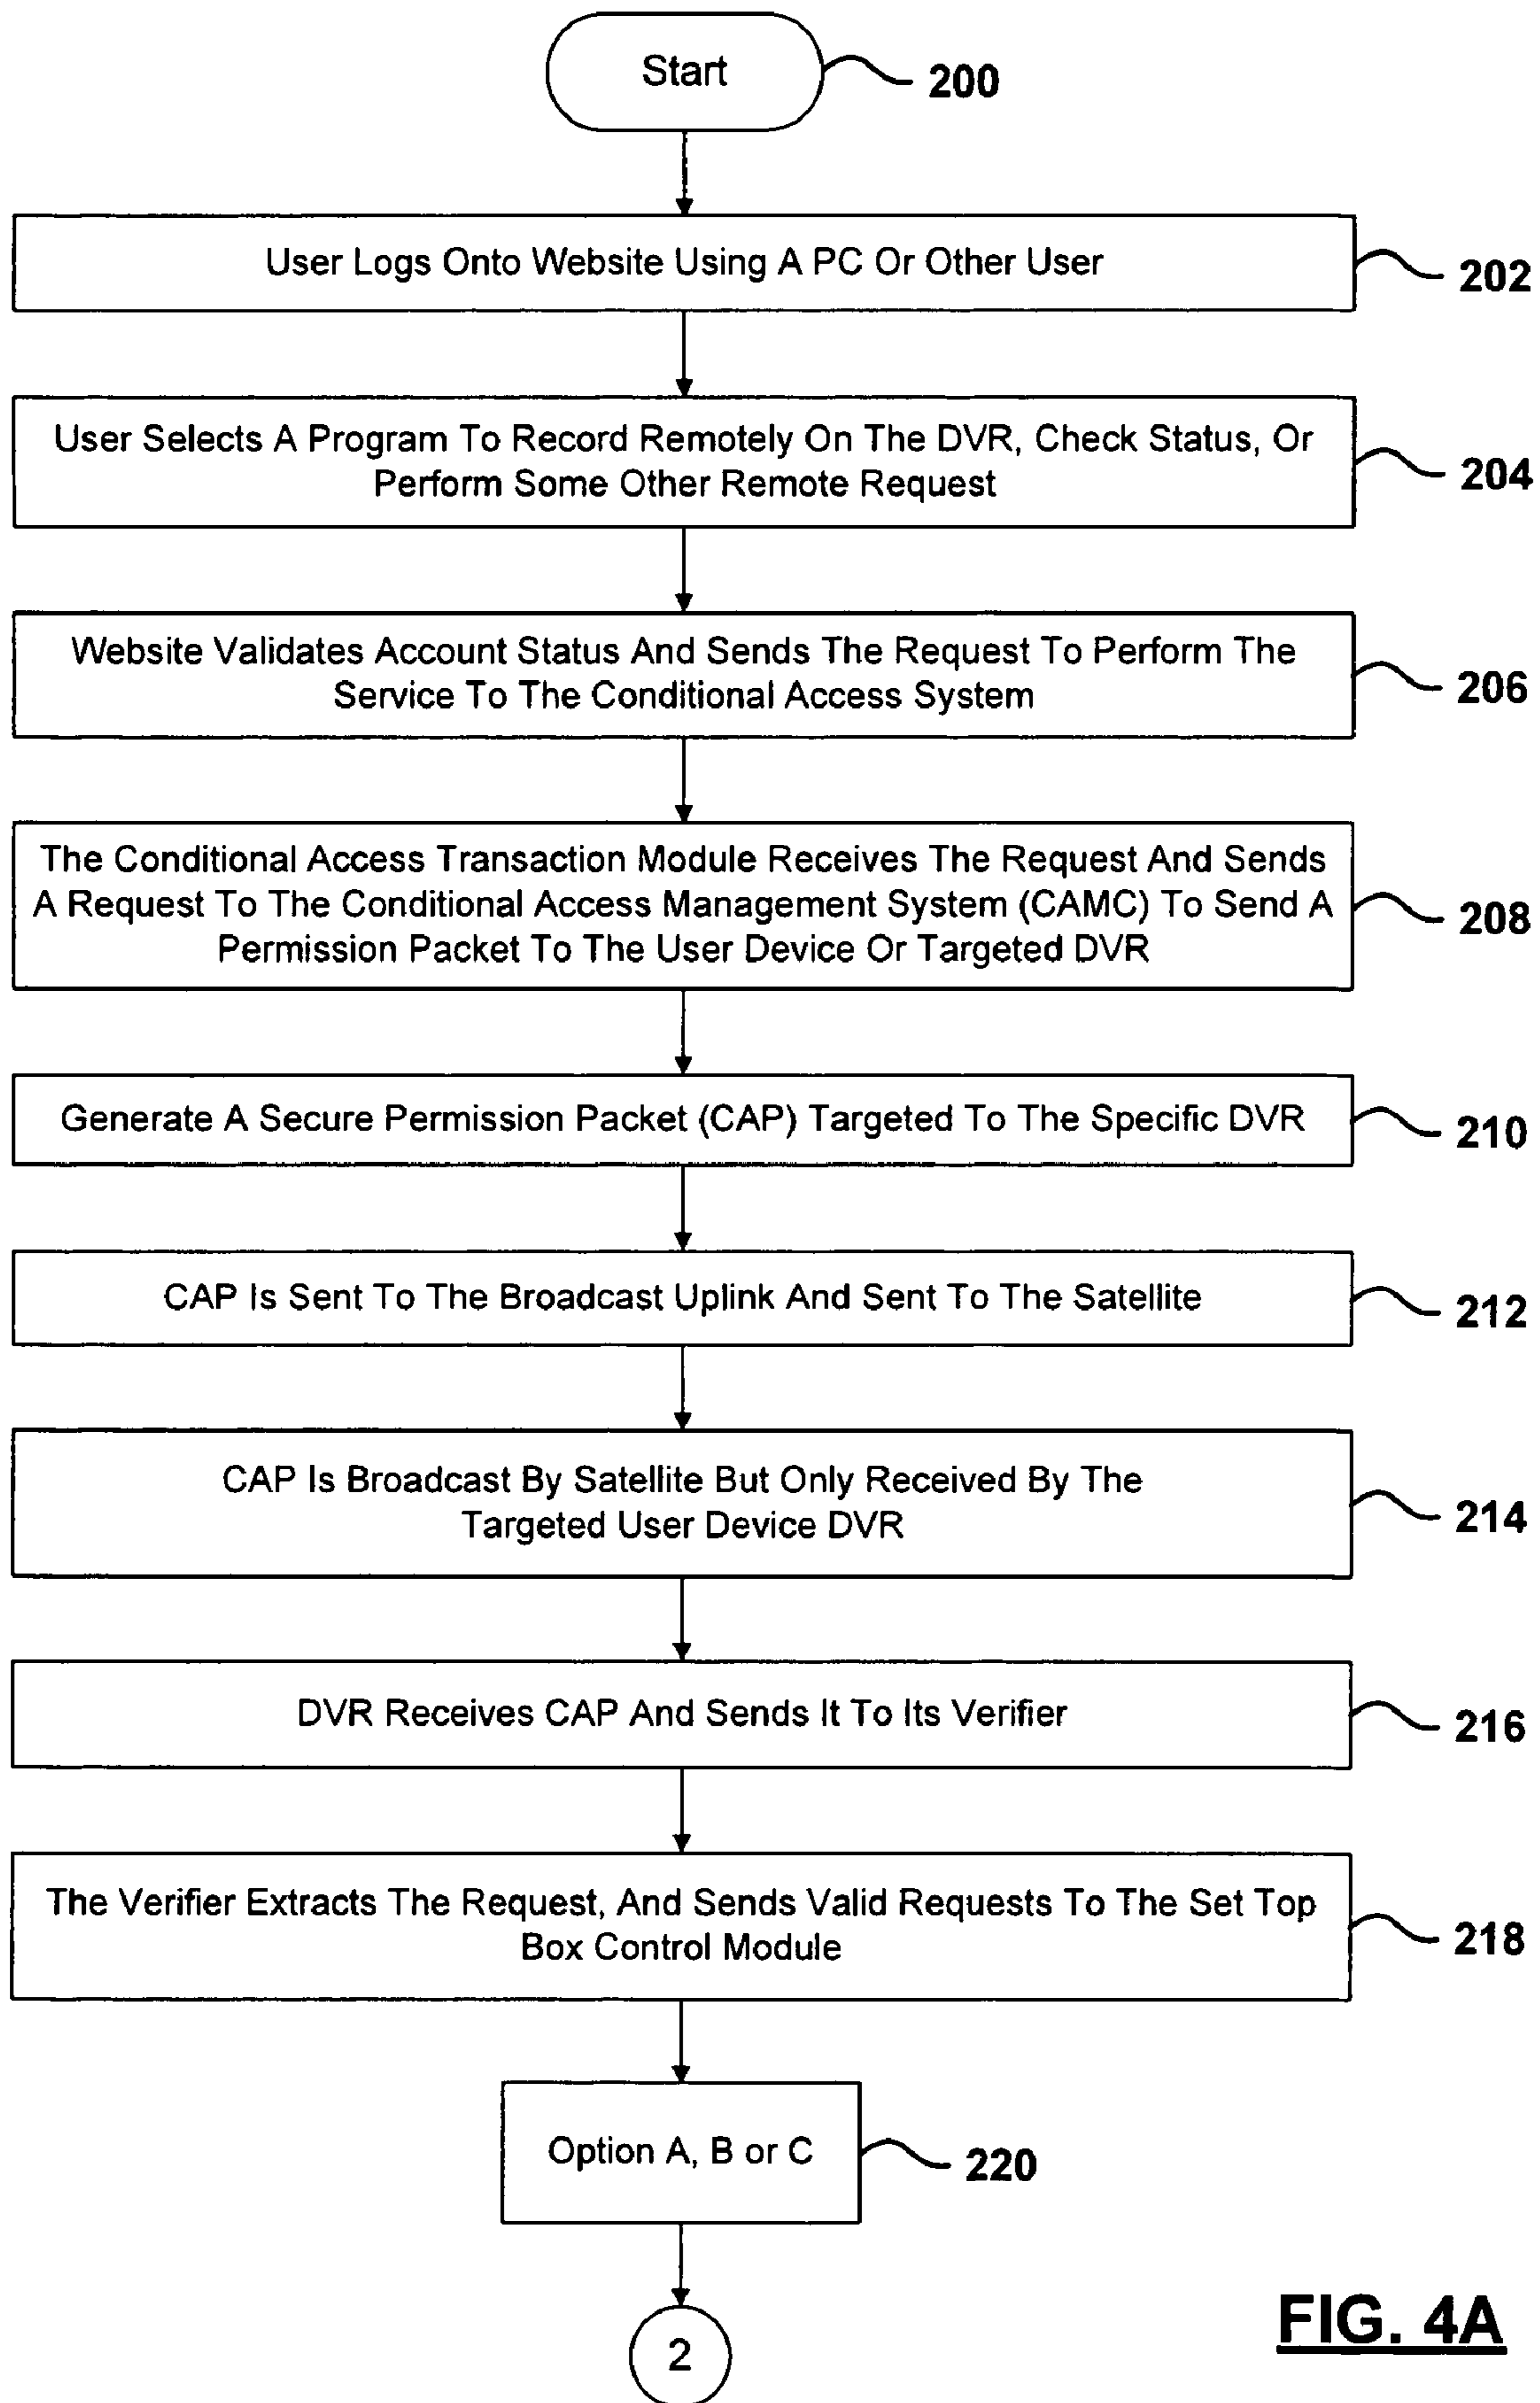 Start
200
User Logs Onto Website Using A PC Or Other User
202
User Selects A Program To Record Remotely On The DVR, Check Status, Or
Perform Some Other Remote Request
204
Website Validates Account Status And Sends The Request To Perform The
Service To The Conditional Access System
206
The Conditional Access Transaction Module Receives The Request And Sends
A Request To The Conditional Access Management System (CAMC) To Send A
Permission Packet To The User Device Or Targeted DVR
208
Generate A Secure Permission Packet (CAP) Targeted To The Specific DVR
210
CAP Is Sent To The Broadcast Uplink And Sent To The Satellite
212
CAP Is Broadcast By Satellite But Only Received By The
Targeted User Device DVR
214
DVR Receives CAP And Sends It To Its Verifier
216
The Verifier Extracts The Request, And Sends Valid Requests To The Set Top
Box Control Module
218
Option A, B or C
220
2
FIG. 4A